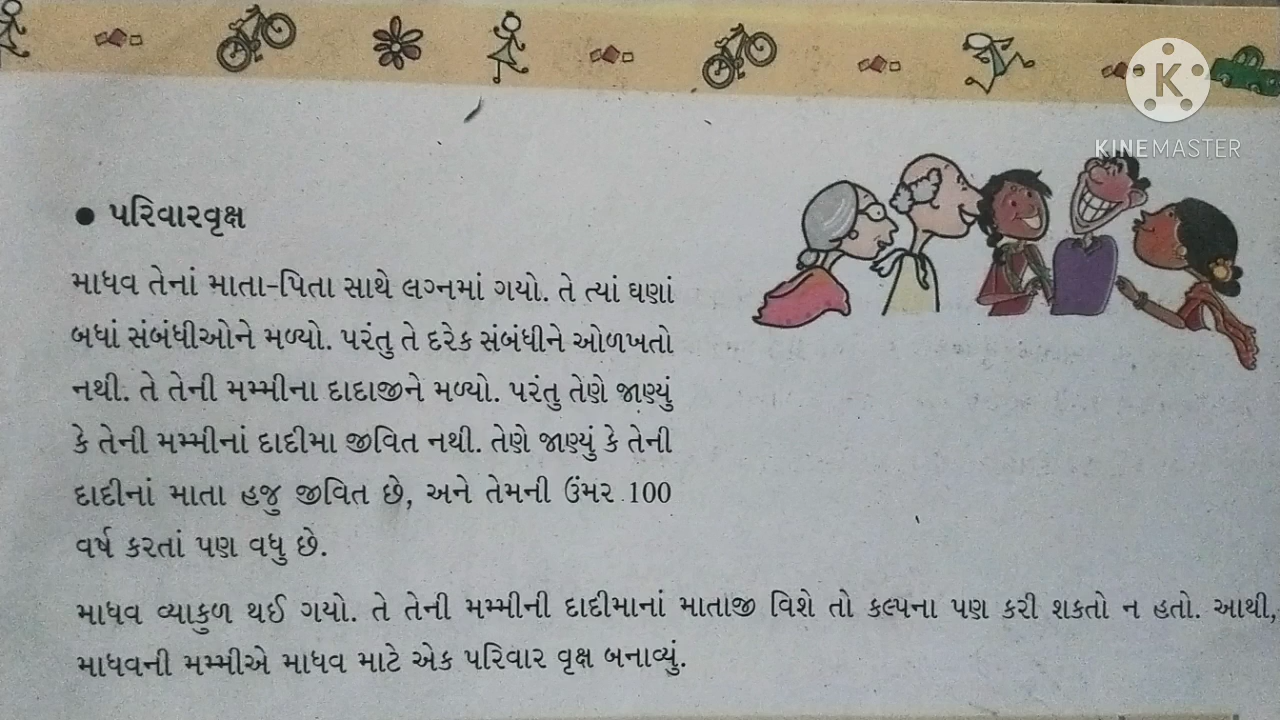 K
KINEMASTER
● પરિવારવૃક્ષ
માધવ તેનાં માતા-પિતા સાથે લગ્નમાં ગયો. તે ત્યાં ઘણાં
બધાં સંબંધીઓને મળ્યો. પરંતુ તે દરેક સંબંધીને ઓળખતો
નથી. તે તેની મમ્મીના દાદાજીને મળ્યો. પરંતુ તેણે જાણ્યું
કે તેની મમ્મીનાં દાદીમા જીવિત નથી. તેણે જાણ્યું કે તેની
દાદીનાં માતા હજુ જીવિત છે, અને તેમની ઉંમર 100
વર્ષ કરતાં પણ વધુ છે.
માધવ વ્યાકુળ થઈ ગયો. તે તેની મમ્મીની દાદીમાનાં માતાજી વિશે તો કલ્પના પણ કરી શકતો ન હતો. આથી,
માધવની મમ્મીએ માધવ માટે એક પરિવાર વૃક્ષ બનાવ્યું.